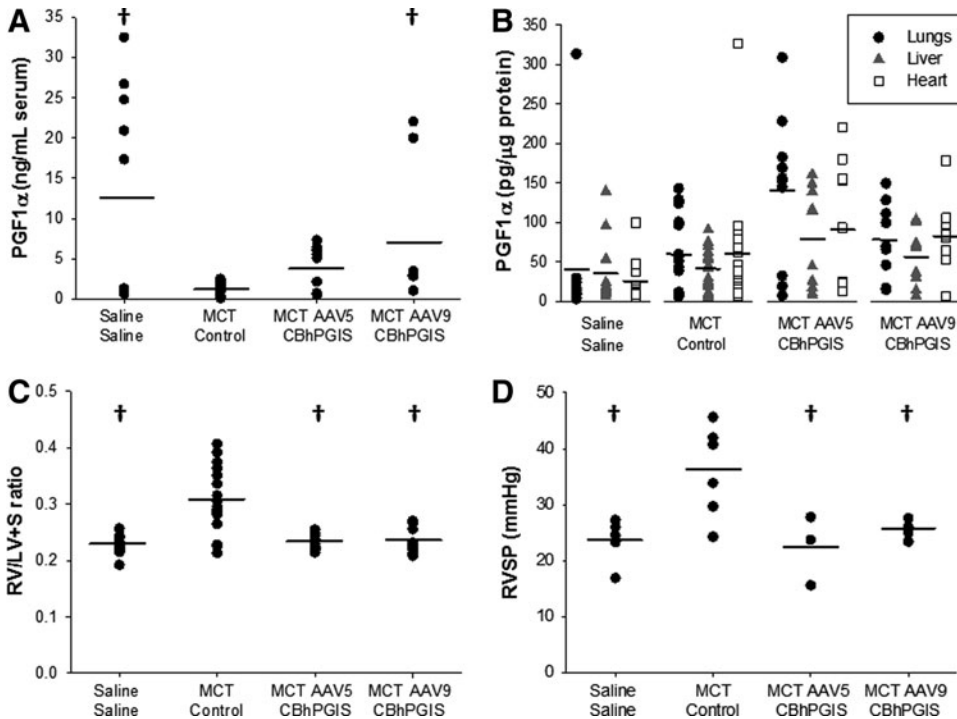 A
PGF1α (ng/mL serum)
35
30
25
20
15
10
5
0
†
†
Saline
Saline
MCT
Control
MCT AAV5
CBhPGIS
MCT AAV9
CBhPGIS
B
PGF1α (pg/μg protein)
350
300
250
200
150
100
50
0
Lungs
Liver
Heart
Saline
Saline
MCT
Control
MCT AAV5
CBhPGIS
MCT AAV9
CBhPGIS
C
RV/LV+S ratio
0.5
0.4
0.3
0.2
0.1
0.0
†
†
†
Saline
Saline
MCT
Control
MCT AAV5
CBhPGIS
MCT AAV9
CBhPGIS
D
RVSP (mmHg)
50
40
30
20
10
0
†
†
†
Saline
Saline
MCT
Control
MCT AAV5
CBhPGIS
MCT AAV9
CBhPGIS